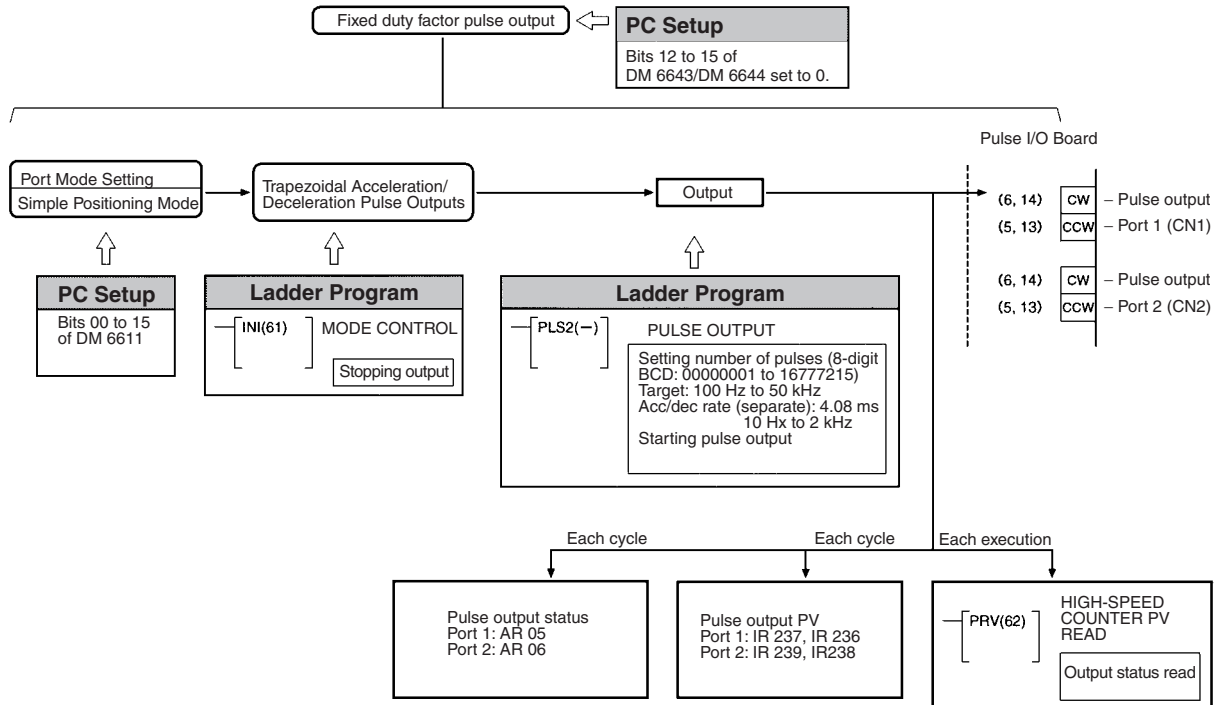 Fixed duty factor pulse output
PC Setup
Bits 12 to 15 of
DM 6643/DM 6644 set to 0.
Pulse I/O Board
Port Mode Setting
Simple Positioning Mode
Trapezoidal Acceleration/
Deceleration Pulse Outputs
Output
(6, 14) CW – Pulse output
(5, 13) CCW – Port 1 (CN1)
(6, 14) CW – Pulse output
(5, 13) CCW – Port 2 (CN2)
PC Setup
Bits 00 to 15
of DM 6611
Ladder Program
INI(61) MODE CONTROL
Stopping output
Ladder Program
PLS2(–) PULSE OUTPUT
Setting number of pulses (8-digit
BCD: 00000001 to 16777215)
Target: 100 Hz to 50 kHz
Acc/dec rate (separate): 4.08 ms
10 Hx to 2 kHz
Starting pulse output
Each cycle
Each cycle
Each execution
Pulse output status
Port 1: AR 05
Port 2: AR 06
Pulse output PV
Port 1: IR 237, IR 236
Port 2: IR 239, IR238
PRV(62)
HIGH-SPEED
COUNTER PV
READ
Output status read